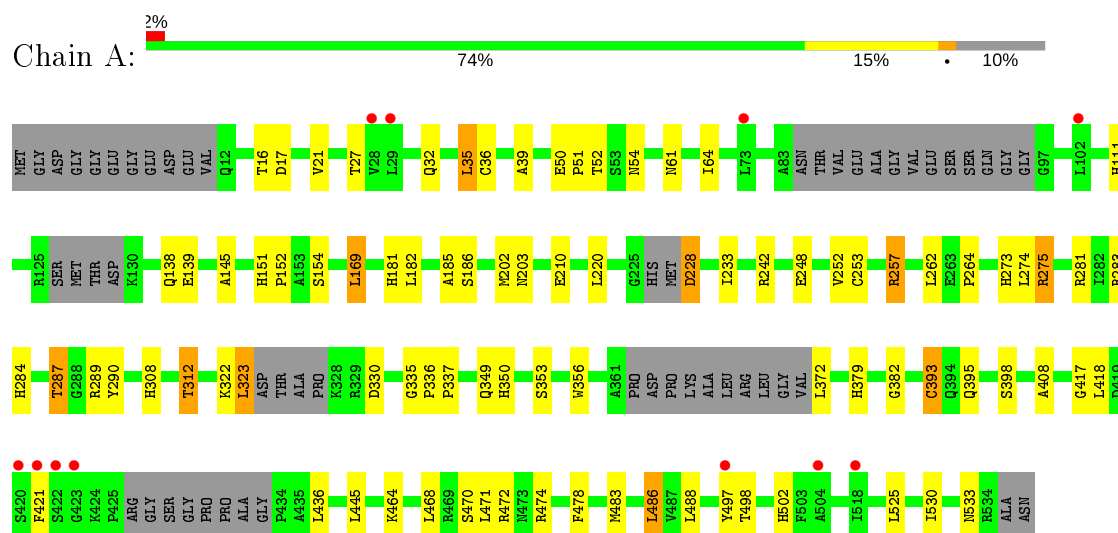 2%
Chain A:
74% 15% • 10%
MET GLY ASP GLY GLY GLU GLY GLU ASP GLU VAL Q12 T16 D17 V21 T27 V28 L29 Q32 L35 C36 A39 E50 P51 T52 S53 N54 N61 I64 L73 A83 ASN THR VAL GLU ALA GLY VAL GLU SER SER GLN GLY GLY G97 L102 H111
R125 SER MET THR ASP K130 Q138 E139 A145 H151 P152 A153 S154 L169 H181 L182 A185 S186 M202 N203 E210 L220 G225 HIS MET D228 I233 R242 E248 V252 C253 R257 L262 E263 P264 H273 L274 R275 R281 I282 R283
H284 T287 G288 R289 Y290 H308 T312 K322 L323 ASP THR ALA PRO K328 R329 D330 G335 P336 P337 Q349 H350 S353 W356 A361 PRO ASP PRO LYS ALA LEU ARG LEU GLY VAL L372 H379 G382 C393 Q394 Q395 S398 A408 G417 L418
S420 F421 S422 G423 K424 P425 ARG GLY SER GLY PRO PRO ALA GLY P434 A435 L436 L445 K464 L468 R469 S470 L471 R472 N473 R474 F478 M483 L486 V487 L488 Y497 T498 H502 F503 A504 I518 L525 I530 N533 R534 ALA ASN